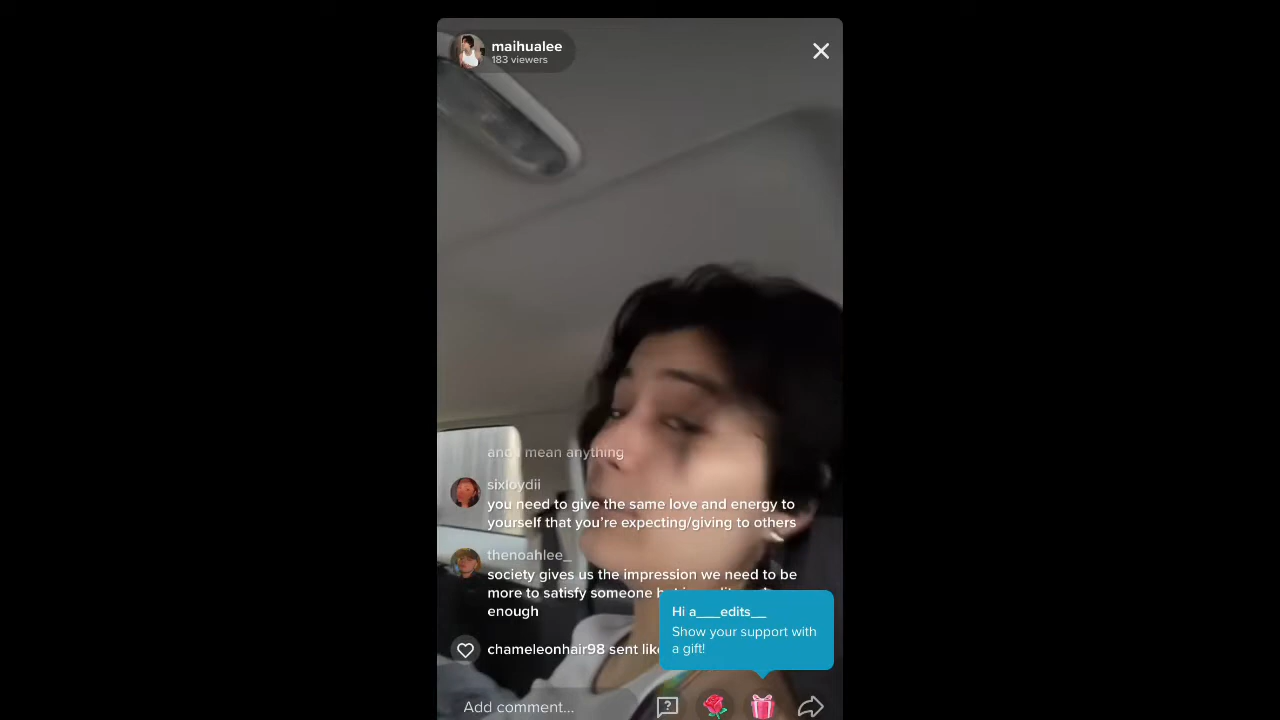 maihualee
183 viewers
and I mean anything
sixloydii
you need to give the same love and energy to
yourself that you’re expecting/giving to others
thenoahlee_
society gives us the impression we need to be
more to satisfy someone
enough
Hi a___edits__
Show your support with
a gift!
chameleonhair98 sent
Add comment...